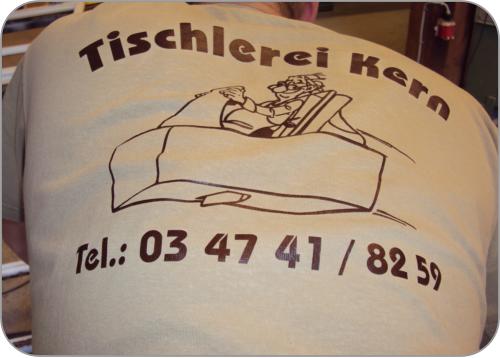 Tischlerei Kern
Tel.: 03 47 41 / 82 59